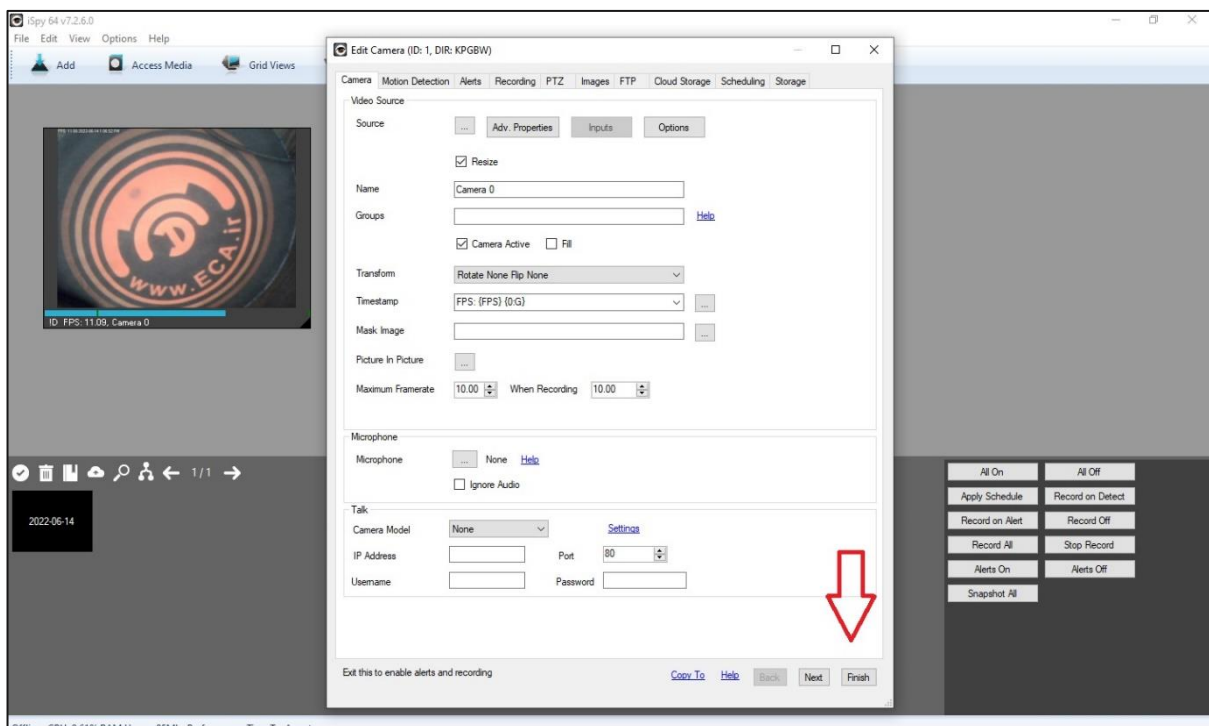 iSpy 64 v7.2.6.0
File Edit View Options Help
Add Access Media Grid Views
Edit Camera (ID: 1, DIR: KPGBW)
Camera Motion Detection Alerts Recording PTZ Images FTP Cloud Storage Scheduling Storage
Video Source
Source ... Adv. Properties Inputs Options
Resize
Name Camera 0
Groups Help
Camera Active Fill
Transform Rotate None Flip None
Timestamp FPS: {FPS} {0:G} ...
Mask Image ...
Picture In Picture ...
Maximum Framerate 10.00 When Recording 10.00
Microphone
Microphone ... None Help
Ignore Audio
Talk
Camera Model None Settings
IP Address Port 80
Username Password
Exit this to enable alerts and recording Copy To Help Back Next Finish
www.ECA.ir
FPS: 11.09, Camera 0
1/1
2022-06-14
All On All Off
Apply Schedule Record on Detect
Record on Alert Record Off
Record All Stop Record
Alerts On Alerts Off
Snapshot All